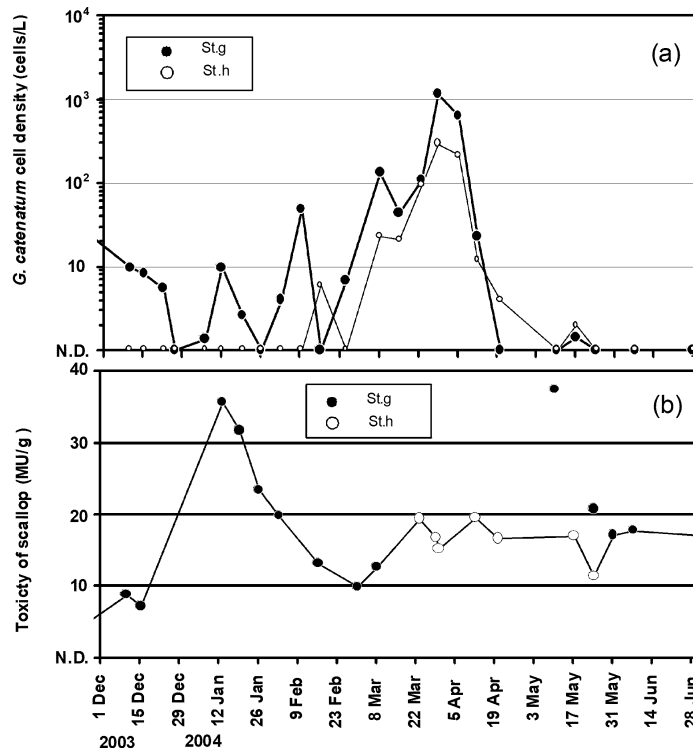 G. catenatum cell density (cells/L)
10⁴
10³
10²
10
N.D.
St.g
St.h
(a)
Toxicty of scallop (MU/g)
40
30
20
10
N.D.
St.g
St.h
(b)
1 Dec
15 Dec
29 Dec
12 Jan
26 Jan
9 Feb
23 Feb
8 Mar
22 Mar
5 Apr
19 Apr
3 May
17 May
31 May
14 Jun
28 Jun
2003
2004